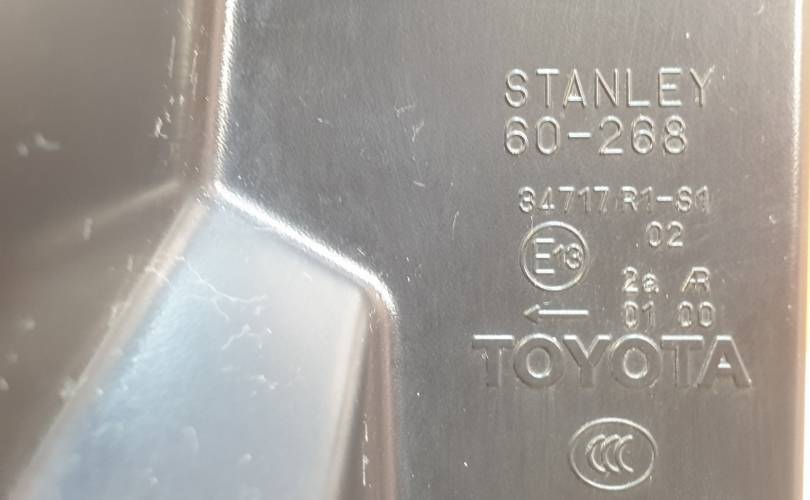 STANLEY
60-268
34717 R1-S1
02
E13
2a AR
← 01 00
TOYOTA
CCC